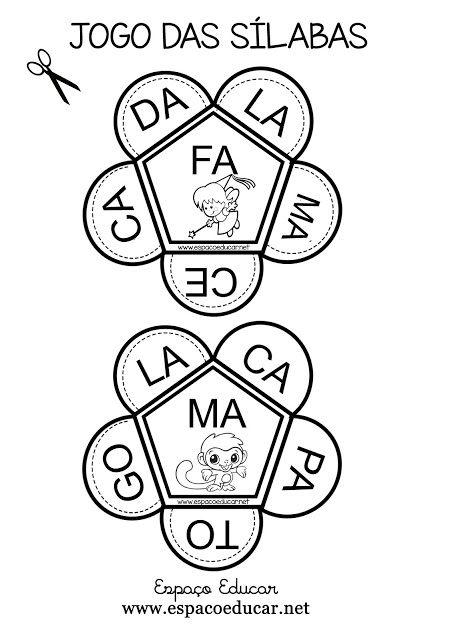 JOGO DAS SÍLABAS
DA
LA
CA
FA
MA
www.espacoeducar.net
CE
LA
CA
MA
GO
PA
www.espacoeducar.net
TO
Espaço Educar
www.espacoeducar.net